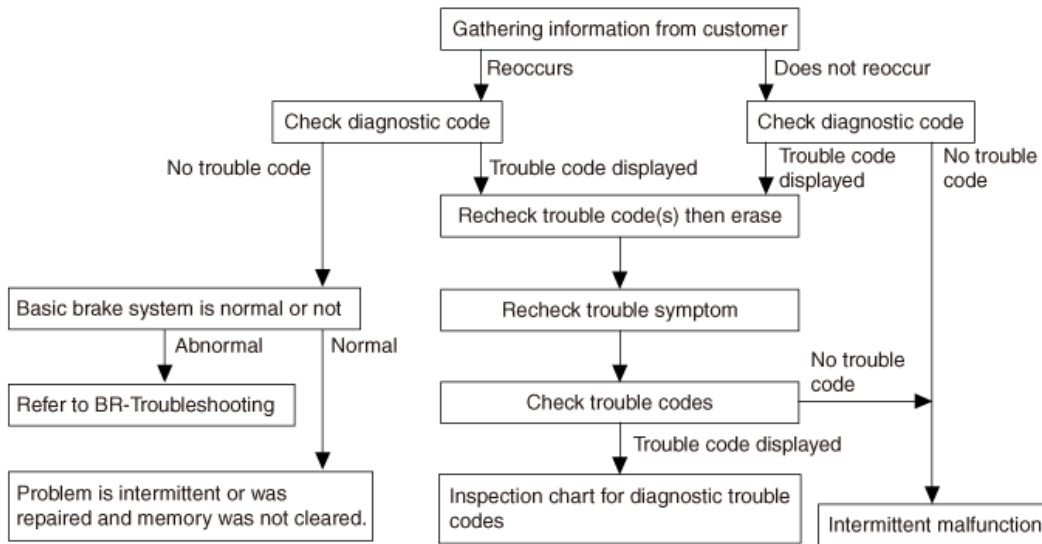 Gathering information from customer
Reoccurs
Does not reoccur
Check diagnostic code
Check diagnostic code
No trouble code
Trouble code displayed
Trouble code
displayed
No trouble
code
Recheck trouble code(s) then erase
Basic brake system is normal or not
Recheck trouble symptom
Abnormal
Normal
No trouble
code
Refer to BR-Troubleshooting
Check trouble codes
Trouble code displayed
Problem is intermittent or was
repaired and memory was not cleared.
Inspection chart for diagnostic trouble
codes
Intermittent malfunction